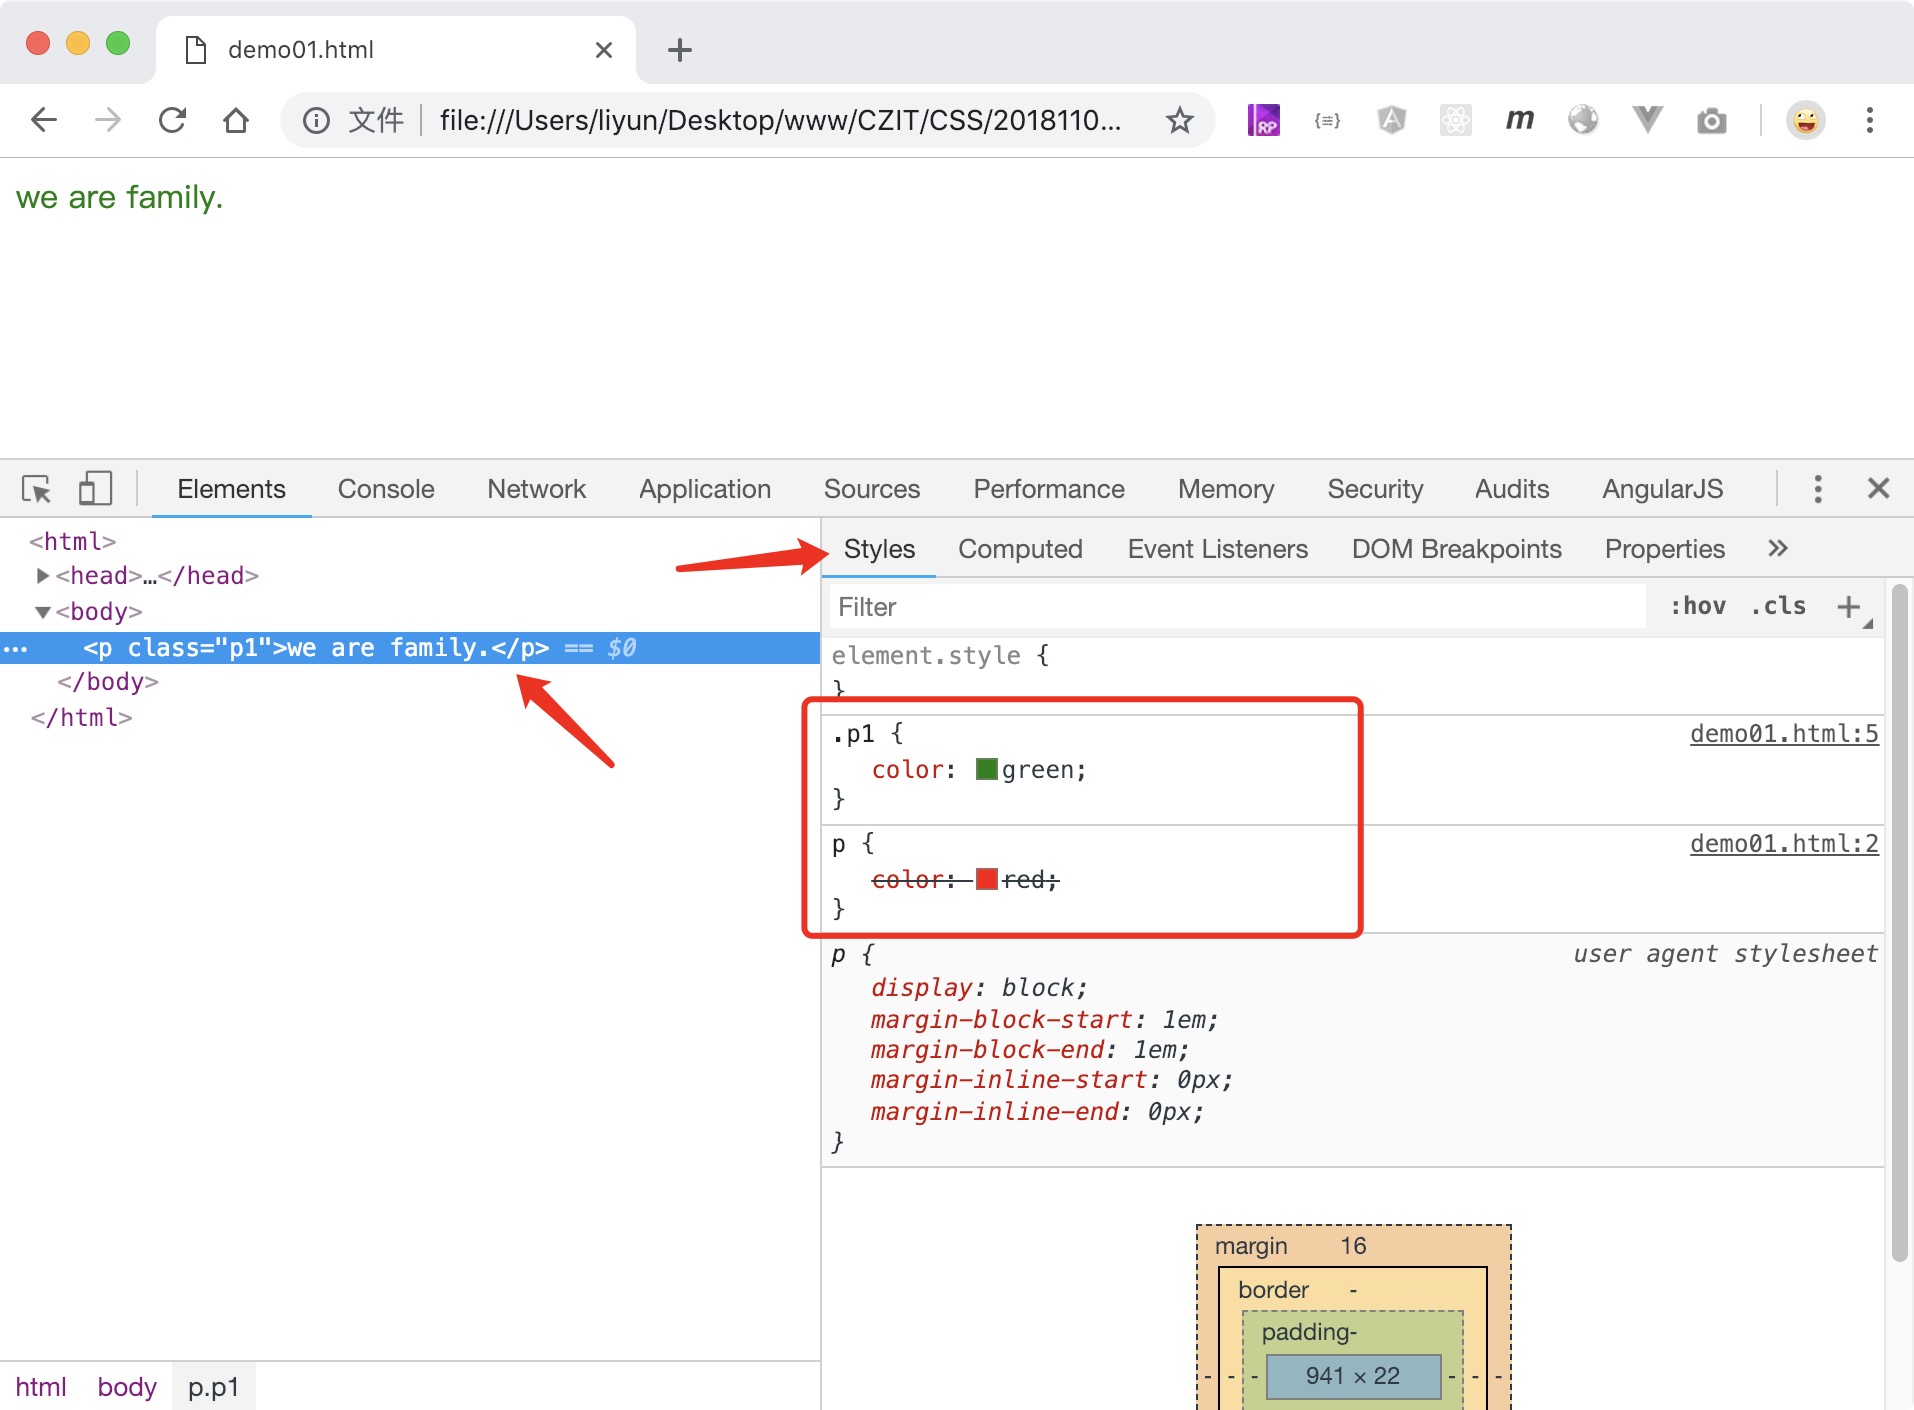 demo01.html
文件 file:///Users/liyun/Desktop/www/CZIT/CSS/2018110...
RP
m
we are family.
Elements Console Network Application Sources Performance Memory Security Audits AngularJS
<html>
<head>…</head>
<body>
<p class="p1">we are family.</p> == $0
</body>
</html>
html body p.p1
Styles Computed Event Listeners DOM Breakpoints Properties »
Filter :hov .cls +
element.style {
}
.p1 { demo01.html:5
color: green;
}
p { demo01.html:2
color: red;
}
p { user agent stylesheet
display: block;
margin-block-start: 1em;
margin-block-end: 1em;
margin-inline-start: 0px;
margin-inline-end: 0px;
}
margin 16
border -
padding-
- - - 941 × 22 - - -